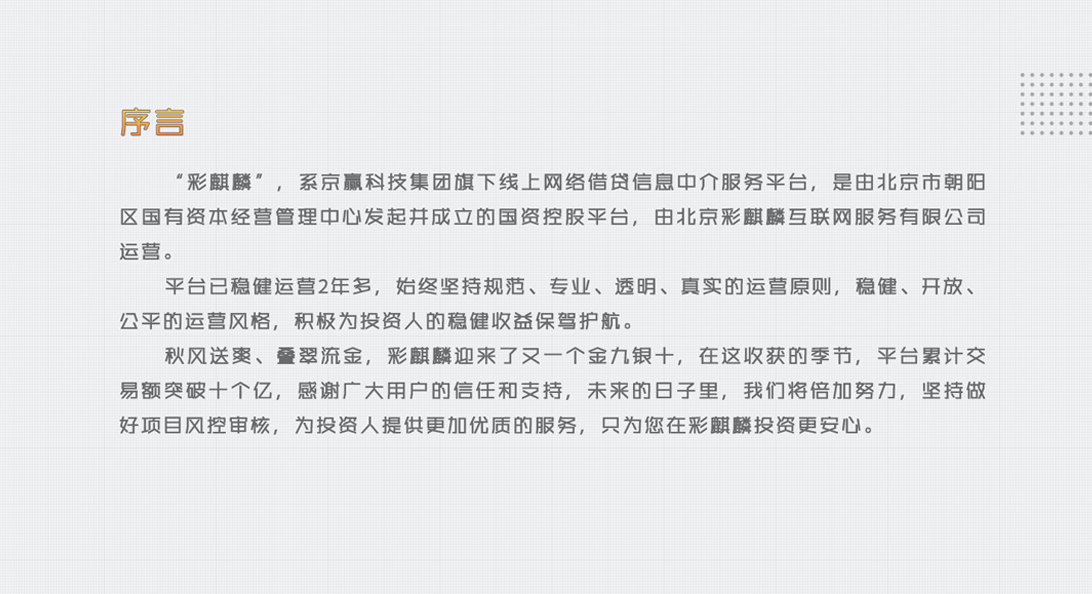 序言
“彩麒麟”，系京赢科技集团旗下线上网络借贷信息中介服务平台，是由北京市朝阳
区国有资本经营管理中心发起并成立的国资控股平台，由北京彩麒麟互联网服务有限公司
运营。
平台已稳健运营2年多，始终坚持规范、专业、透明、真实的运营原则，稳健、开放、
公平的运营风格，积极为投资人的稳健收益保驾护航。
秋风送爽、叠翠流金，彩麒麟迎来了又一个金九银十，在这收获的季节，平台累计交
易额突破十个亿，感谢广大用户的信任和支持，未来的日子里，我们将倍加努力，坚持做
好项目风控审核，为投资人提供更加优质的服务，只为您在彩麒麟投资更安心。